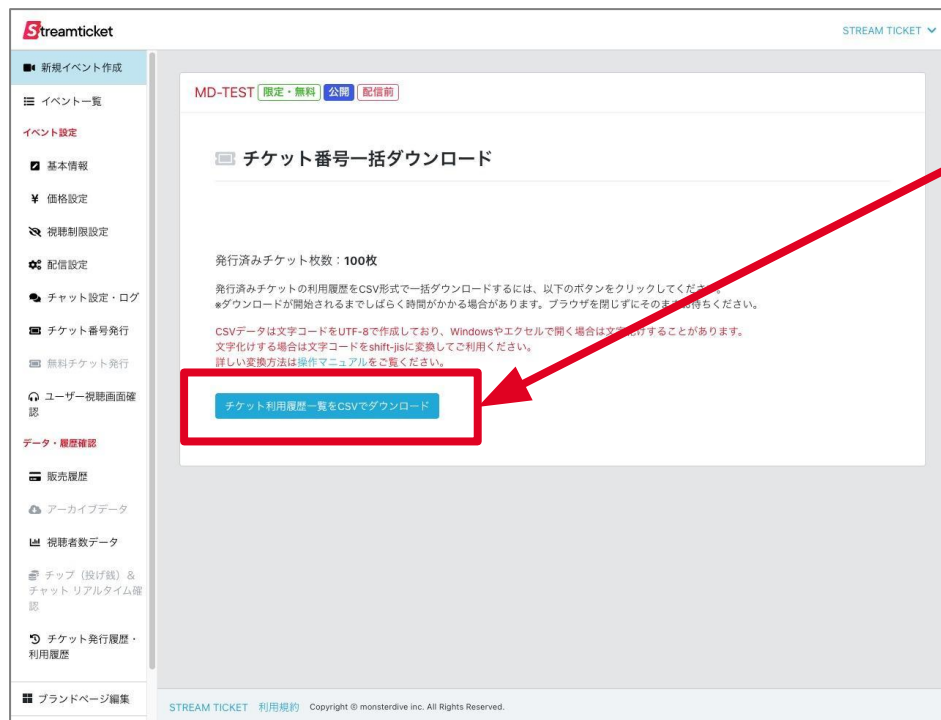 Streamticket
STREAM TICKET
新規イベント作成
イベント一覧
イベント設定
基本情報
価格設定
視聴制限設定
配信設定
チャット設定・ログ
チケット番号発行
無料チケット発行
ユーザー視聴画面確
認
データ・履歴確認
販売履歴
アーカイブデータ
視聴者数データ
チップ（投げ銭）&
チャット リアルタイム確
認
チケット発行履歴・
利用履歴
ブランドページ編集
MD-TEST 限定・無料 公開 配信前
チケット番号一括ダウンロード
発行済みチケット枚数：100枚
発行済みチケットの利用履歴をCSV形式で一括ダウンロードするには、以下のボタンをクリックしてください。
※ダウンロードが開始されるまでしばらく時間がかかる場合があります。ブラウザを閉じずにそのままお待ちください。
CSVデータは文字コードをUTF-8で作成しており、Windowsやエクセルで開く場合は文字化けすることがあります。
文字化けする場合は文字コードをshift-jisに変換してご利用ください。
詳しい変換方法は操作マニュアルをご覧ください。
チケット利用履歴一覧をCSVでダウンロード
STREAM TICKET 利用規約 Copyright © monsterdive inc. All Rights Reserved.